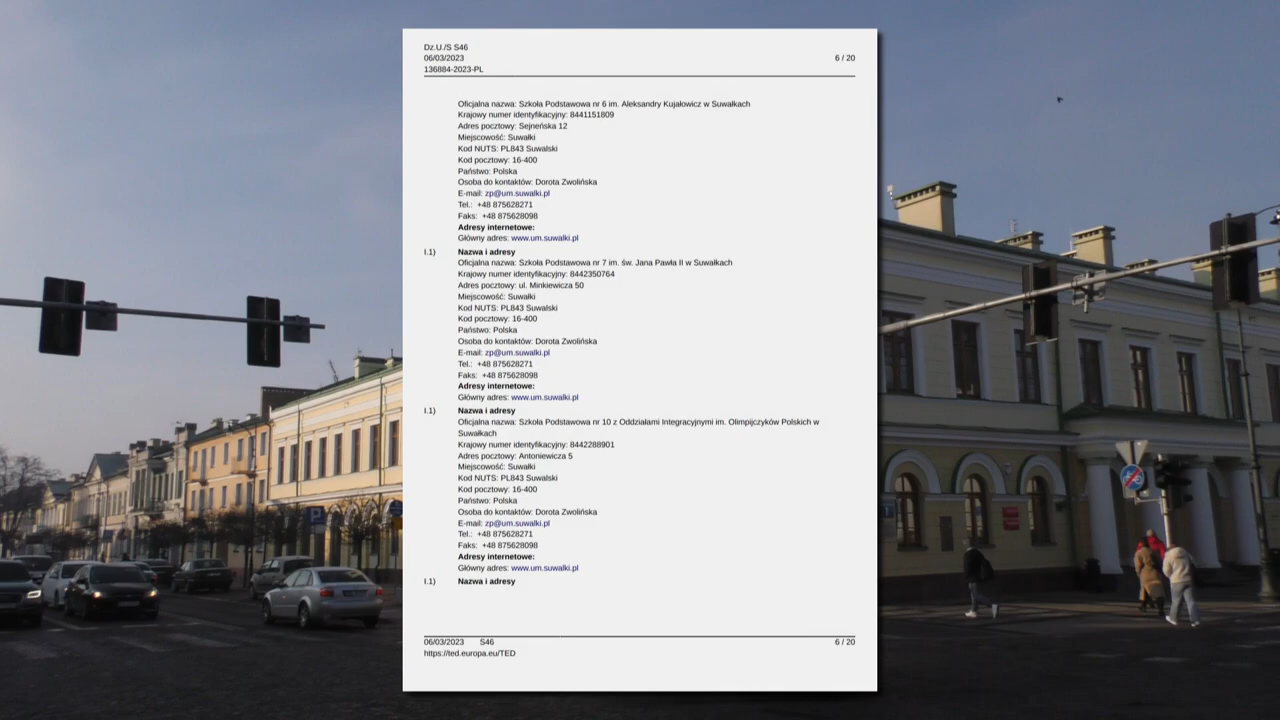 Dz.U./S S46
06/03/2023
136884-2023-PL
6 / 20
Oficjalna nazwa: Szkoła Podstawowa nr 6 im. Aleksandry Kujałowicz w Suwałkach
Krajowy numer identyfikacyjny: 8441151809
Adres pocztowy: Sejneńska 12
Miejscowość: Suwałki
Kod NUTS: PL843 Suwalski
Kod pocztowy: 16-400
Państwo: Polska
Osoba do kontaktów: Dorota Zwolińska
E-mail: zp@um.suwalki.pl
Tel.: +48 875628271
Faks: +48 875628098
Adresy internetowe:
Główny adres: www.um.suwalki.pl
I.1) Nazwa i adresy
Oficjalna nazwa: Szkoła Podstawowa nr 7 im. św. Jana Pawła II w Suwałkach
Krajowy numer identyfikacyjny: 8442350764
Adres pocztowy: ul. Minkiewicza 50
Miejscowość: Suwałki
Kod NUTS: PL843 Suwalski
Kod pocztowy: 16-400
Państwo: Polska
Osoba do kontaktów: Dorota Zwolińska
E-mail: zp@um.suwalki.pl
Tel.: +48 875628271
Faks: +48 875628098
Adresy internetowe:
Główny adres: www.um.suwalki.pl
I.1) Nazwa i adresy
Oficjalna nazwa: Szkoła Podstawowa nr 10 z Oddziałami Integracyjnymi im. Olimpijczyków Polskich w
Suwałkach
Krajowy numer identyfikacyjny: 8442288901
Adres pocztowy: Antoniewicza 5
Miejscowość: Suwałki
Kod NUTS: PL843 Suwalski
Kod pocztowy: 16-400
Państwo: Polska
Osoba do kontaktów: Dorota Zwolińska
E-mail: zp@um.suwalki.pl
Tel.: +48 875628271
Faks: +48 875628098
Adresy internetowe:
Główny adres: www.um.suwalki.pl
I.1) Nazwa i adresy
06/03/2023 S46
https://ted.europa.eu/TED
6 / 20
P